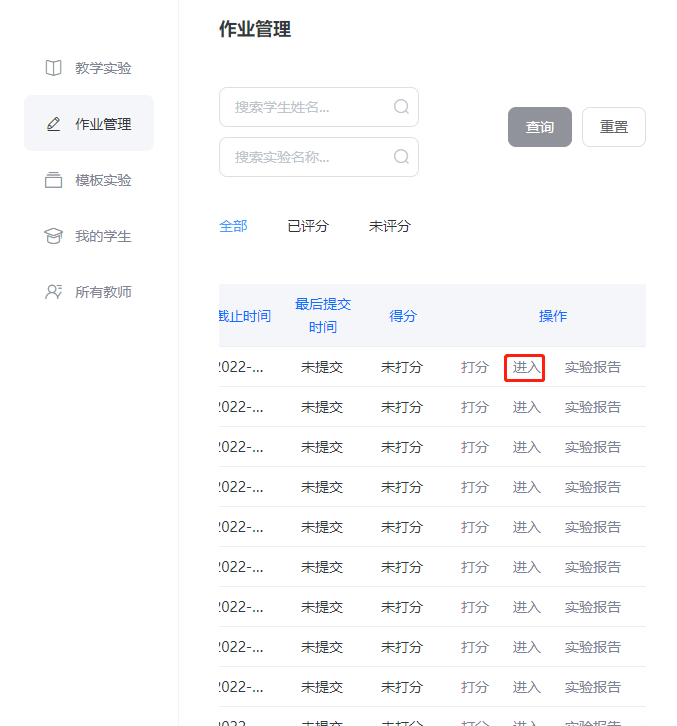 作业管理
教学实验
作业管理
模板实验
我的学生
所有教师
搜索学生姓名...
搜索实验名称...
查询
重置
全部 已评分 未评分
截止时间 最后提交时间 得分 操作
2022-... 未提交 未打分 打分 进入 实验报告
2022-... 未提交 未打分 打分 进入 实验报告
2022-... 未提交 未打分 打分 进入 实验报告
2022-... 未提交 未打分 打分 进入 实验报告
2022-... 未提交 未打分 打分 进入 实验报告
2022-... 未提交 未打分 打分 进入 实验报告
2022-... 未提交 未打分 打分 进入 实验报告
2022-... 未提交 未打分 打分 进入 实验报告
2022-... 未提交 未打分 打分 进入 实验报告